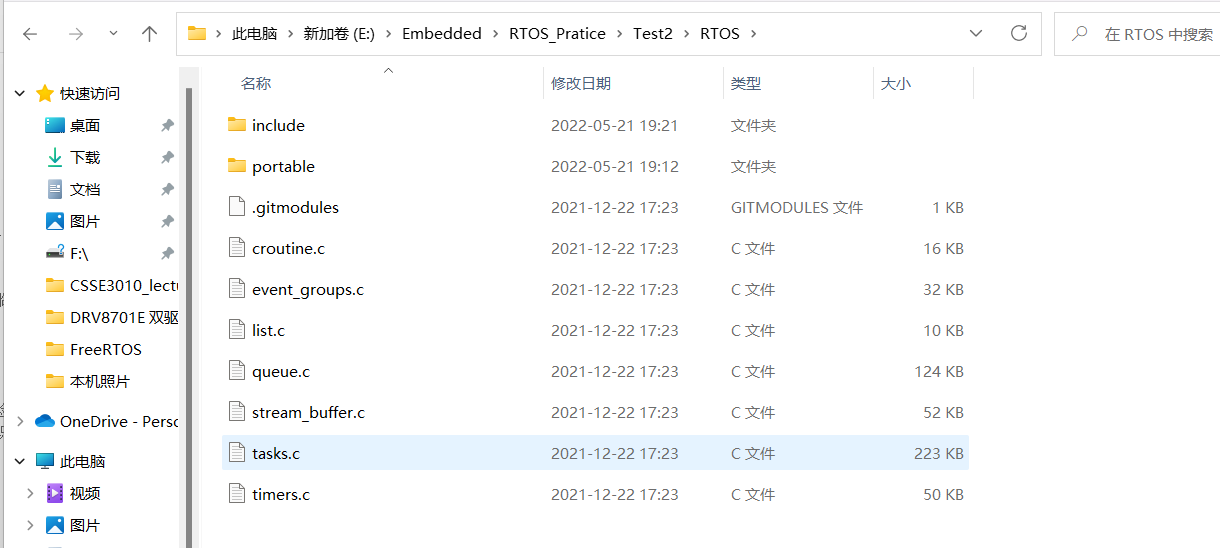 此电脑 新加卷 (E:) Embedded RTOS_Pratice Test2 RTOS 在 RTOS 中搜索
名称 修改日期 类型 大小
快速访问
桌面
下载
文档
图片
F:\
CSSE3010_lect
DRV8701E 双驱
FreeRTOS
本机照片
OneDrive - Perso
此电脑
视频
图片
include 2022-05-21 19:21 文件夹
portable 2022-05-21 19:12 文件夹
.gitmodules 2021-12-22 17:23 GITMODULES 文件 1 KB
croutine.c 2021-12-22 17:23 C 文件 16 KB
event_groups.c 2021-12-22 17:23 C 文件 32 KB
list.c 2021-12-22 17:23 C 文件 10 KB
queue.c 2021-12-22 17:23 C 文件 124 KB
stream_buffer.c 2021-12-22 17:23 C 文件 52 KB
tasks.c 2021-12-22 17:23 C 文件 223 KB
timers.c 2021-12-22 17:23 C 文件 50 KB